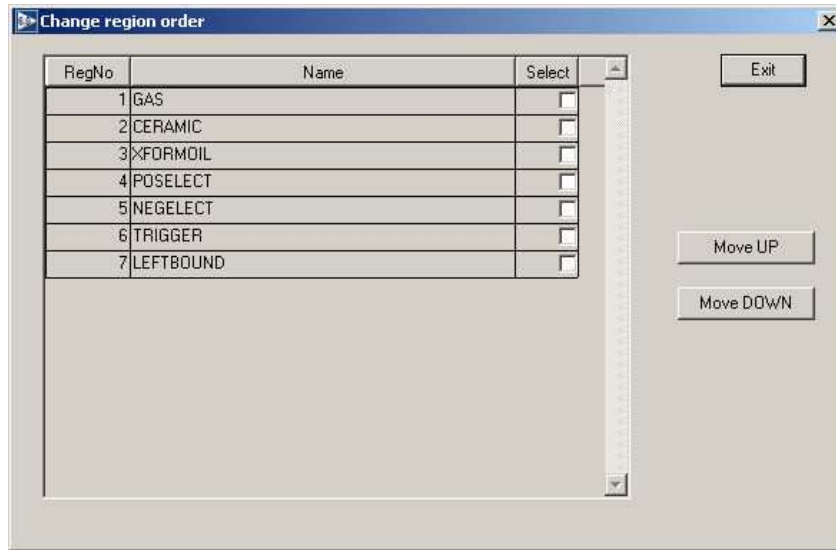 Change region order
RegNo Name Select Exit
1 GAS
2 CERAMIC
3 XFORMOIL
4 POSELECT
5 NEGELECT
6 TRIGGER Move UP
7 LEFTBOUND
Move DOWN